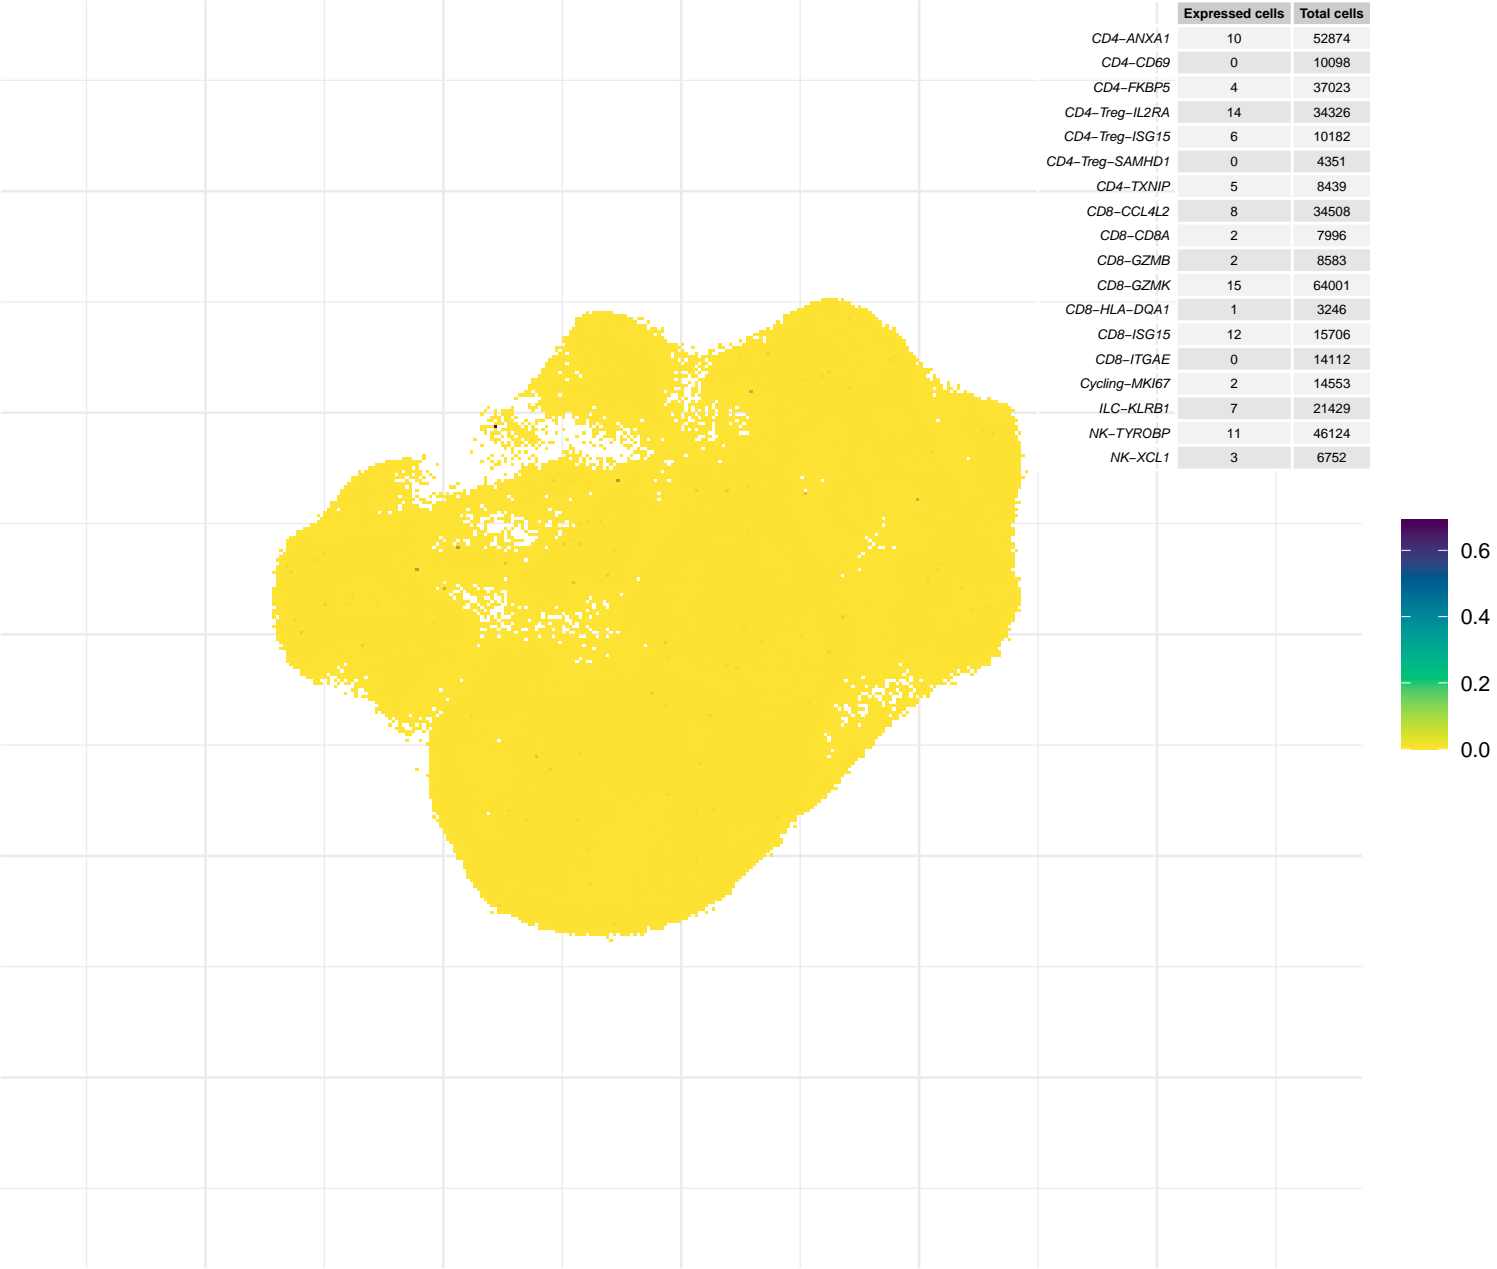 Expressed cells Total cells
CD4−ANXA1 10 52874
CD4−CD69 0 10098
CD4−FKBP5 4 37023
CD4−Treg−IL2RA 14 34326
CD4−Treg−ISG15 6 10182
CD4−Treg−SAMHD1 0 4351
CD4−TXNIP 5 8439
CD8−CCL4L2 8 34508
CD8−CD8A 2 7996
CD8−GZMB 2 8583
CD8−GZMK 15 64001
CD8−HLA−DQA1 1 3246
CD8−ISG15 12 15706
CD8−ITGAE 0 14112
Cycling−MKI67 2 14553
ILC−KLRB1 7 21429
NK−TYROBP 11 46124
NK−XCL1 3 6752
0.6
0.4
0.2
0.0